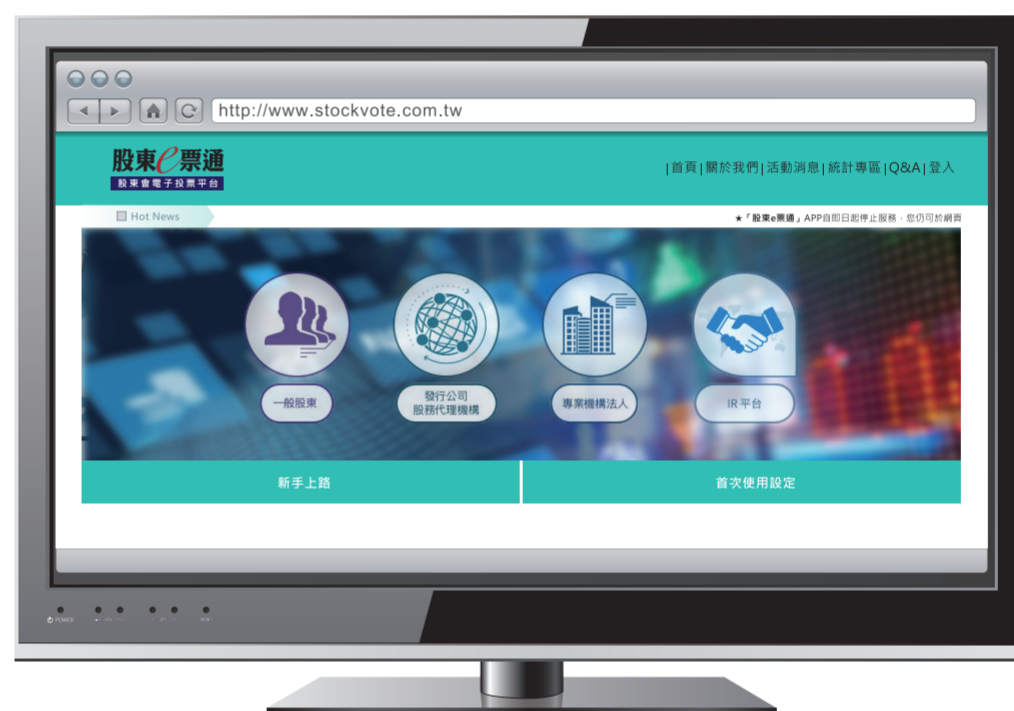 http://www.stockvote.com.tw
股東e票通
股東會電子投票平台
|首頁|關於我們|活動消息|統計專區|Q&A|登入
Hot News
★「股東e票通」APP自即日起停止服務，您仍可於網頁
一般股東
發行公司
股務代理機構
專業機構法人
IR平台
新手上路
首次使用設定
POWER